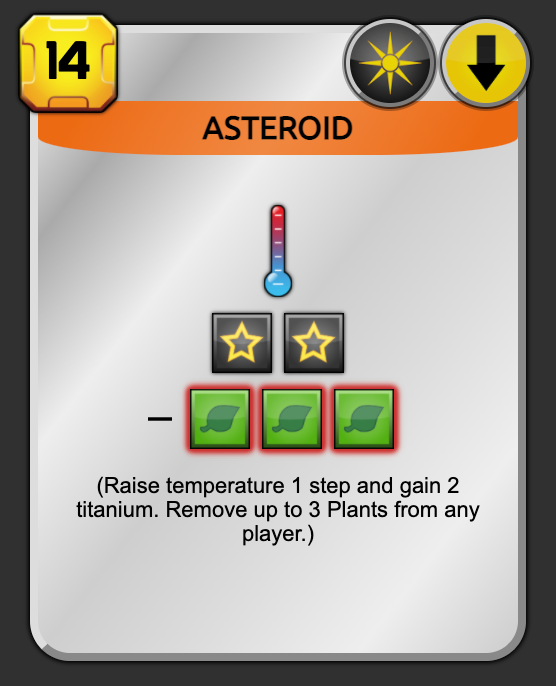 14
ASTEROID
(Raise temperature 1 step and gain 2
titanium. Remove up to 3 Plants from any
player.)